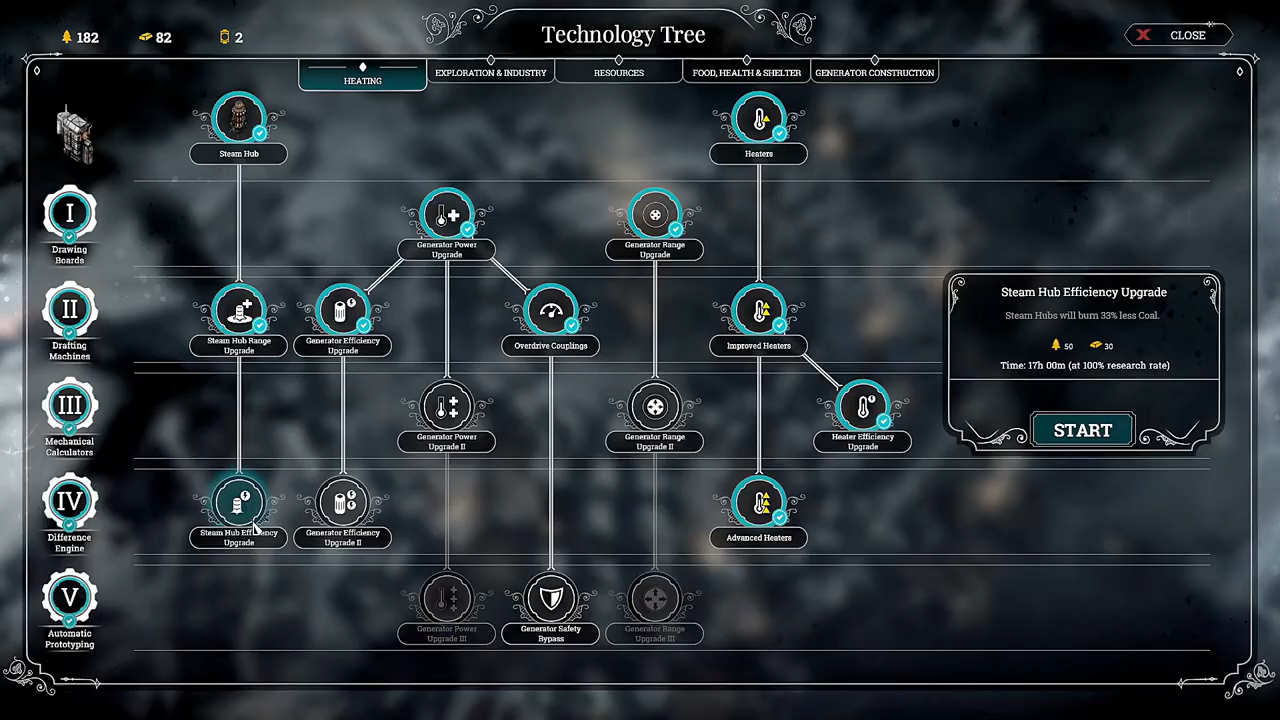 182
82
2
Technology Tree
CLOSE
HEATING
EXPLORATION & INDUSTRY
RESOURCES
FOOD, HEALTH & SHELTER
GENERATOR CONSTRUCTION
Steam Hub
Heaters
I
Drawing
Boards
Generator Power
Upgrade
Generator Range
Upgrade
II
Drafting
Machines
Steam Hub Range
Upgrade
Generator Efficiency
Upgrade
Overdrive Couplings
Improved Heaters
Steam Hub Efficiency Upgrade
Steam Hubs will burn 33% less Coal.
50
30
Time: 17h 00m (at 100% research rate)
START
III
Mechanical
Calculators
Generator Power
Upgrade II
Generator Range
Upgrade II
Heater Efficiency
Upgrade
IV
Difference
Engine
Steam Hub Efficiency
Upgrade
Generator Efficiency
Upgrade II
Advanced Heaters
V
Automatic
Prototyping
Generator Power
Upgrade III
Generator Safety
Bypass
Generator Range
Upgrade III